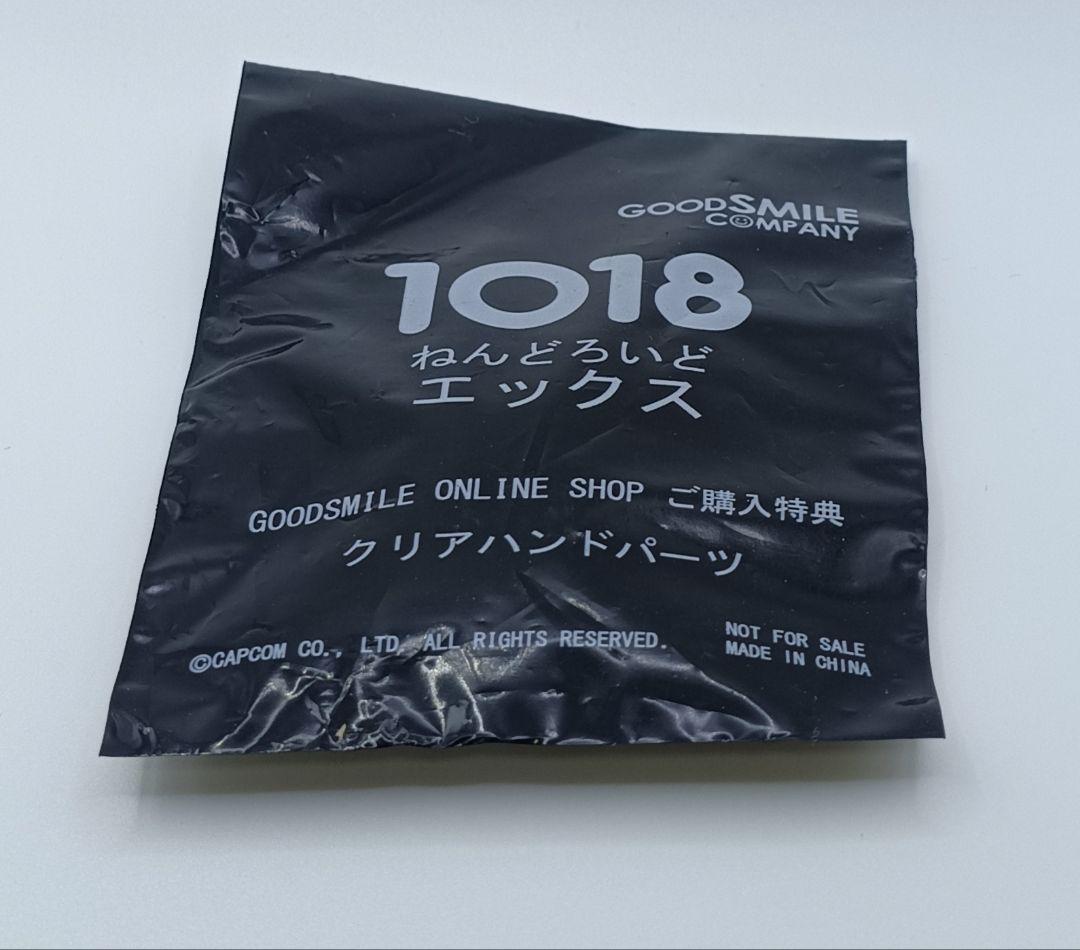 GOODSMILE
COMPANY
1018
ねんどろいど
エックス
GOODSMILE ONLINE SHOP ご購入特典
クリアハンドパーツ
©CAPCOM CO., LTD. ALL RIGHTS RESERVED.
NOT FOR SALE
MADE IN CHINA